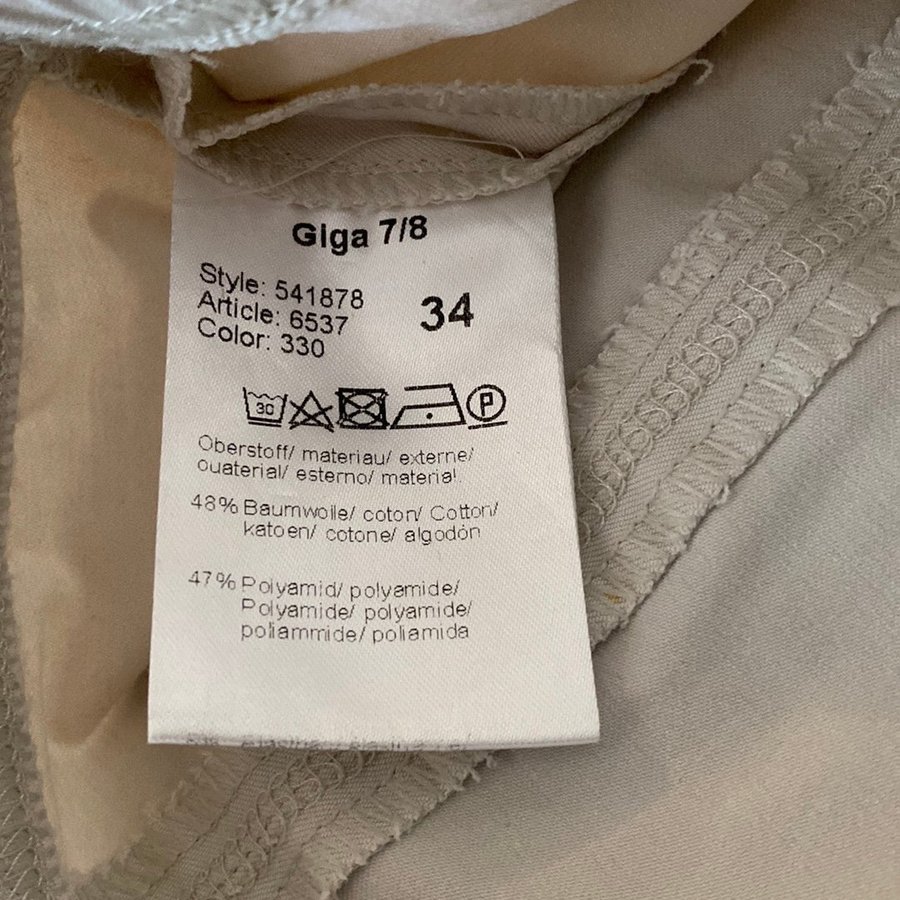 Giga 7/8
Style: 541878
Article: 6537
Color: 330
34
30
P
Oberstoff/ materiau/ externe/
ouaterial/ esterno/ material
48% Baumwolle/ coton/ Cotton/
katoen/ cotone/ algodón
47% Polyamid/ polyamide/
Polyamide/ polyamide/
poliammide/ poliamida